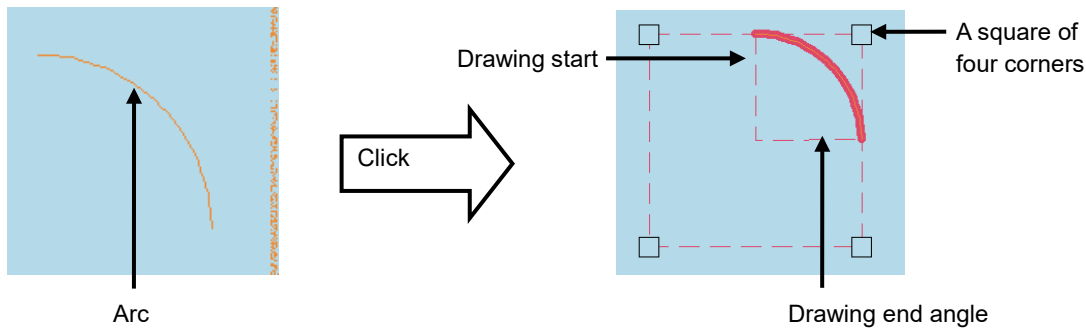 A square of
four corners
Drawing start
Click
Arc
Drawing end angle